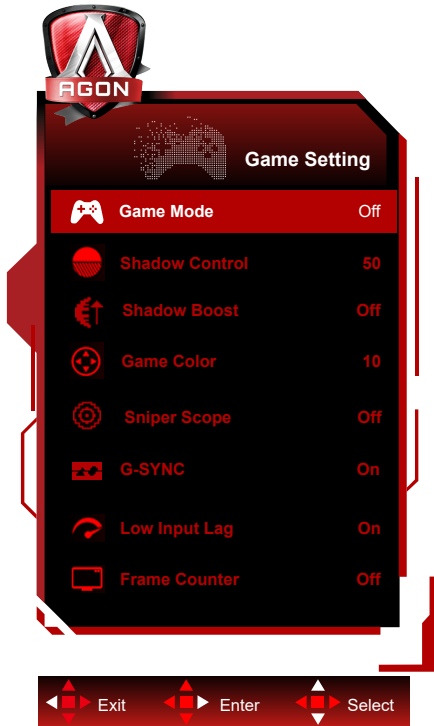 AGON
Game Setting
Game Mode Off
Shadow Control 50
Shadow Boost Off
Game Color 10
Sniper Scope Off
G-SYNC On
Low Input Lag On
Frame Counter Off
Exit Enter Select